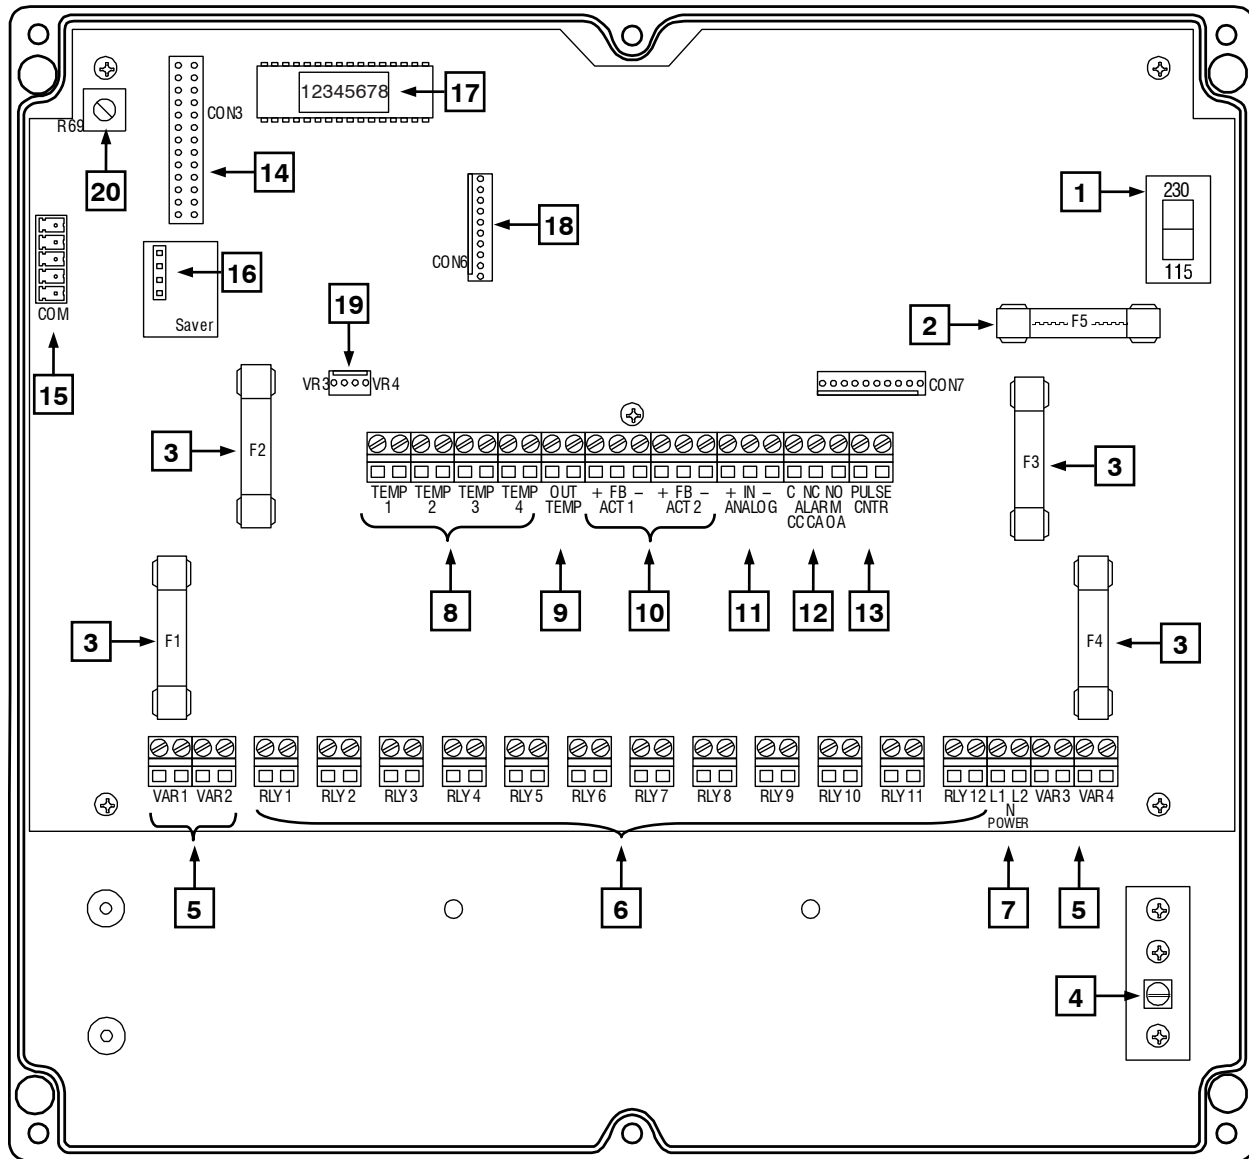 12345678
17
CON3
R69
14
20
1
230
115
18
CON6
16
COM
Saver
19
2
F5
15
VR3
VR4
CON7
3
F2
F3
3
TEMP 1
TEMP 2
TEMP 3
TEMP 4
OUT TEMP
+ FB –
ACT 1
+ FB –
ACT 2
+ IN –
ANALOG
C NC NO
ALARM
CC CA OA
PULSE
CNTR
8
9
10
11
12
13
3
F1
F4
3
VAR 1
VAR 2
RLY 1
RLY 2
RLY 3
RLY 4
RLY 5
RLY 6
RLY 7
RLY 8
RLY 9
RLY 10
RLY 11
RLY 12
L1 L2
N
POWER
VAR 3
VAR 4
5
6
7
5
4